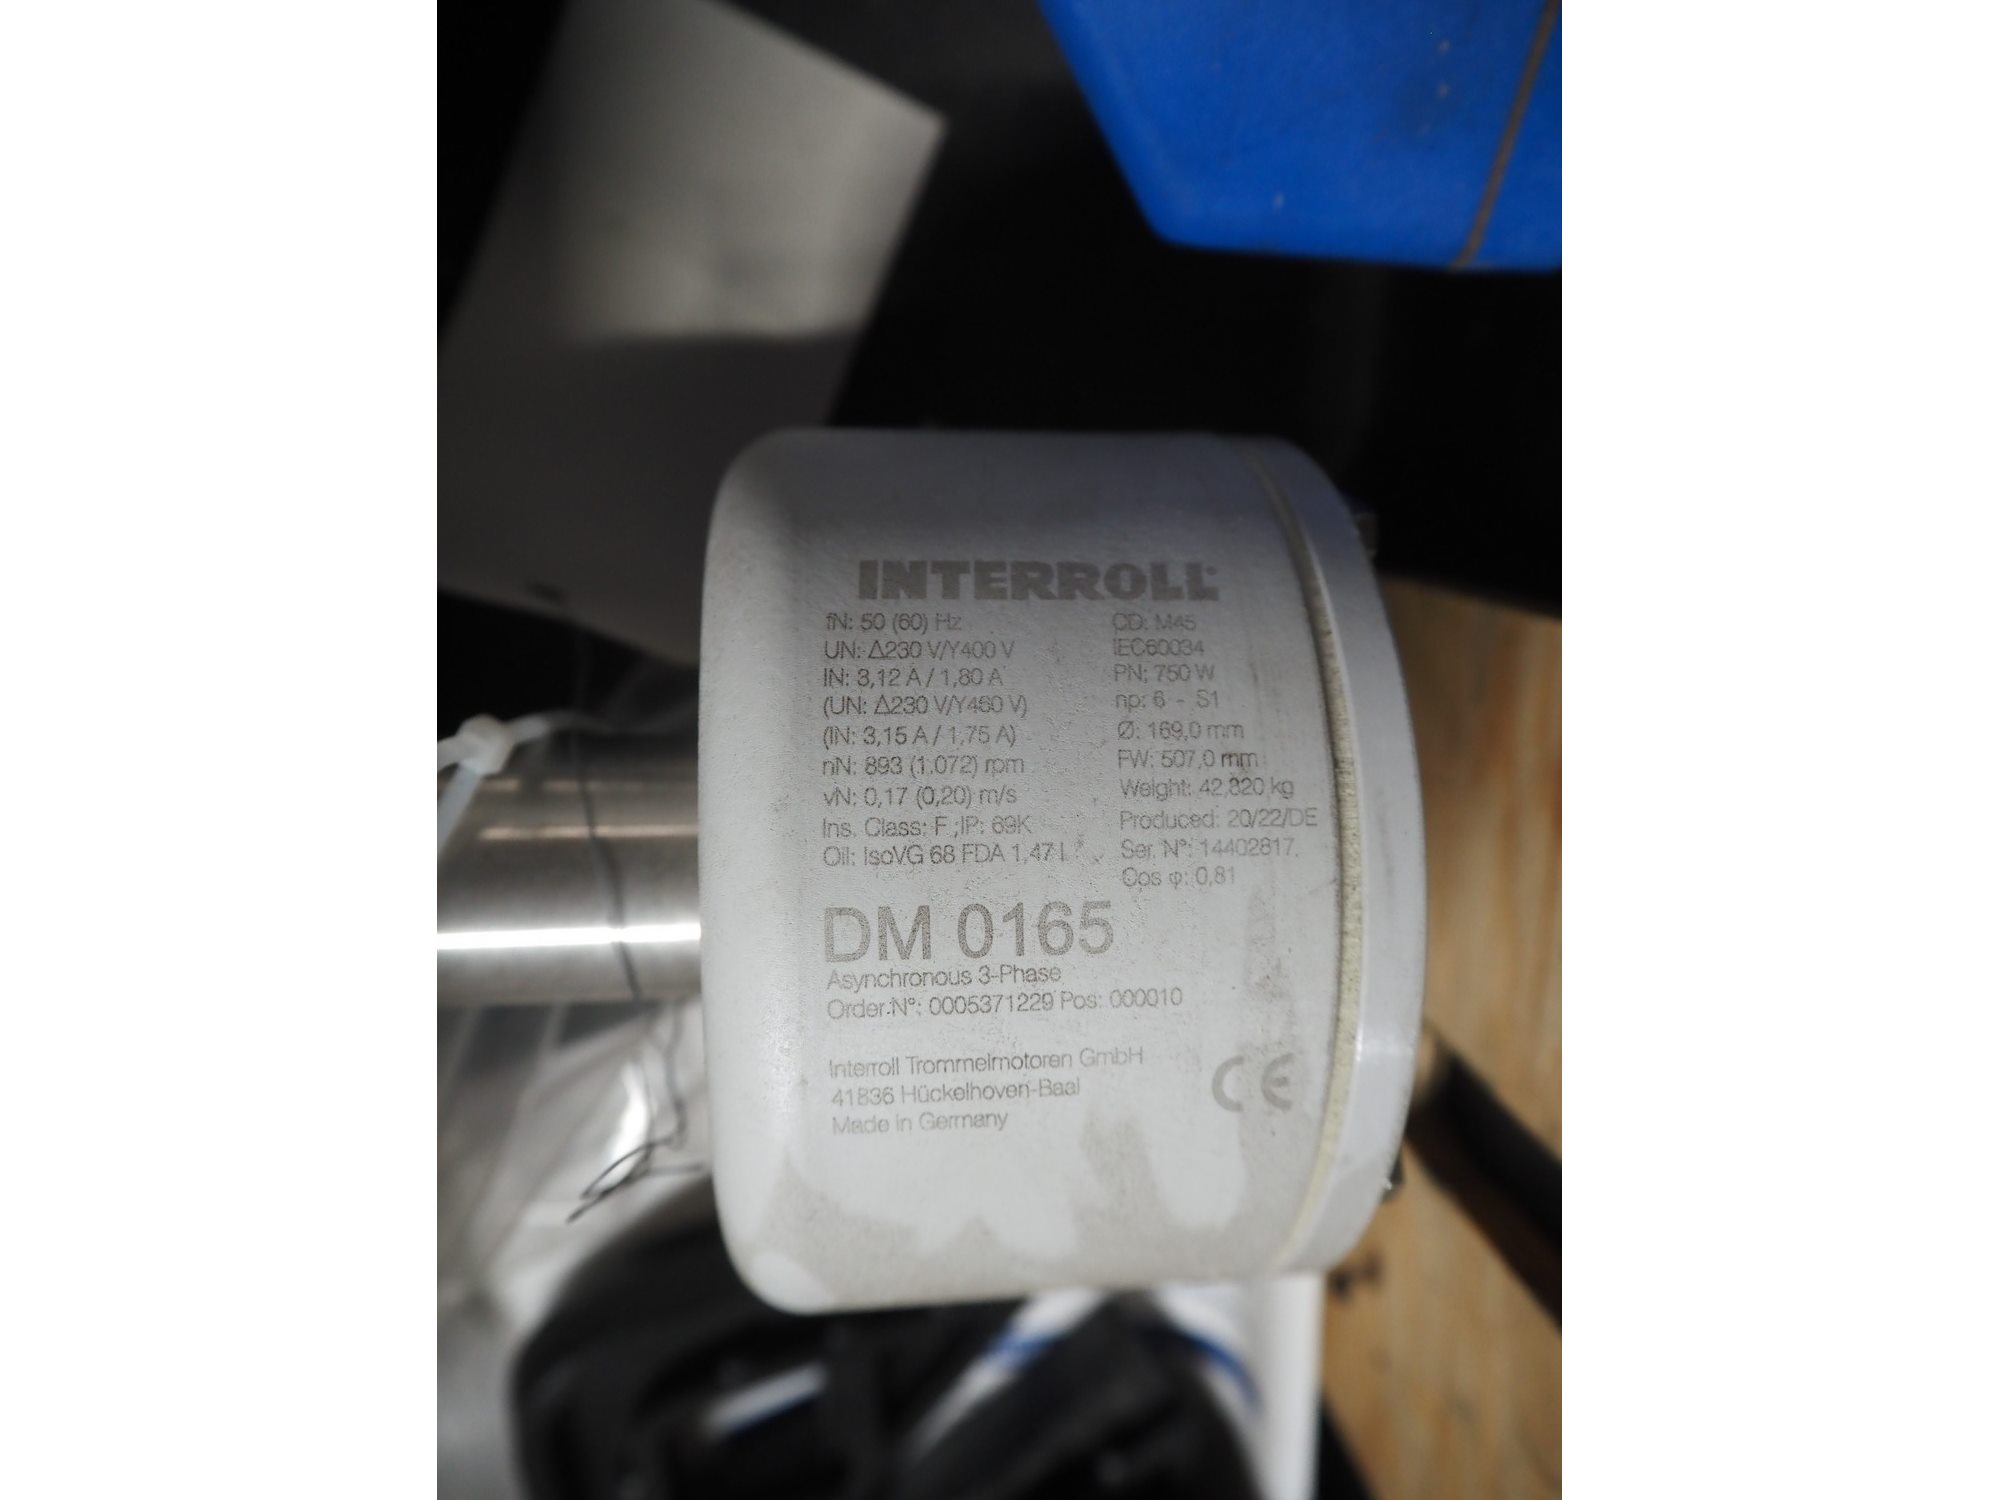 INTERROLL
fN: 50 (60) Hz
UN: Δ230 V/Y400 V
IN: 3,12 A / 1,80 A
(UN: Δ230 V/Y460 V)
(IN: 3,15 A / 1,75 A)
nN: 893 (1.072) rpm
vN: 0,17 (0,20) m/s
Ins. Class: F ;IP: 69K
Oil: IsoVG 68 FDA 1,47 l
CD: M45
IEC60034
PN: 750 W
np: 6 - S1
Ø: 169,0 mm
FW: 507,0 mm
Weight: 42,820 kg
Produced: 20/22/DE
Ser. N°: 14402817
Cos φ: 0,81
DM 0165
Asynchronous 3-Phase
Order.N°: 0005371229 Pos: 000010
Interroll Trommelmotoren GmbH
41836 Hückelhoven-Baal
Made in Germany
CE